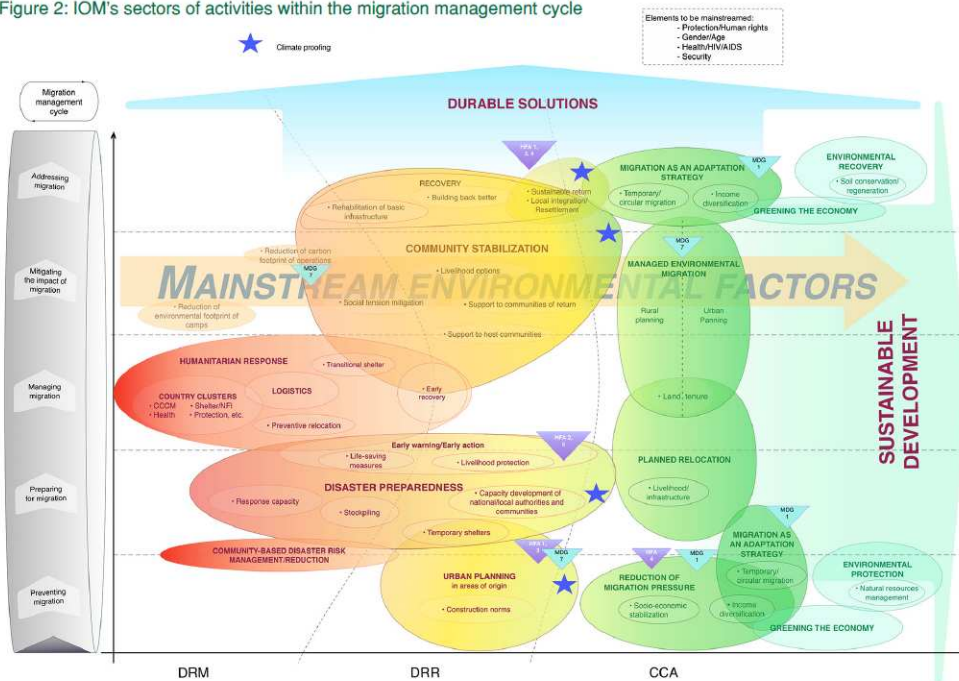 Figure 2: IOM's sectors of activities within the migration management cycle
Climate proofing
Elements to be mainstreamed:
- Protection/Human rights
- Gender/Age
- Health/HIV/AIDS
- Security
Migration
management
cycle
DURABLE SOLUTIONS
Addressing
migration
Mitigating
the impact of
migration
Managing
migration
Preparing
for migration
Preventing
migration
RECOVERY
• Building back better
• Rehabilitation of basic
infrastructure
• Sustainable return
• Local integration/
Resettlement
MIGRATION AS AN ADAPTATION
STRATEGY
MDG
1
• Temporary/
circular migration
• Income
diversification
ENVIRONMENTAL
RECOVERY
• Soil conservation/
regeneration
GREENING THE ECONOMY
• Reduction of carbon
footprint of operations
MDG
7
COMMUNITY STABILIZATION
• Livelihood options
MAINSTREAM ENVIRONMENTAL FACTORS
• Social tension mitigation
• Support to communities of return
• Support to host communities
• Reduction of
environmental footprint of
camps
MDG
7
MANAGED ENVIRONMENTAL
MIGRATION
Rural
planning
Urban
Panning
• Land tenure
HUMANITARIAN RESPONSE
• Transitional shelter
LOGISTICS
COUNTRY CLUSTERS
• CCCM • Shelter/NFI
• Health • Protection, etc.
• Preventive relocation
• Early
recovery
Early warning/Early action
• Life-saving
measures
• Livelihood protection
DISASTER PREPAREDNESS
• Response capacity
• Stockpiling
• Capacity development of
national/local authorities and
communities
• Temporary shelters
COMMUNITY-BASED DISASTER RISK
MANAGEMENT/REDUCTION
PLANNED RELOCATION
• Livelihood/
infrastructure
MDG
7
URBAN PLANNING
in areas of origin
• Construction norms
MDG
1
REDUCTION OF
MIGRATION PRESSURE
• Socio-economic
stabilization
• Income
diversification
MDG
1
MIGRATION AS
AN ADAPTATION
STRATEGY
• Temporary/
circular migration
ENVIRONMENTAL
PROTECTION
• Natural resources
management
GREENING THE ECONOMY
SUSTAINABLE
DEVELOPMENT
DRM
DRR
CCA